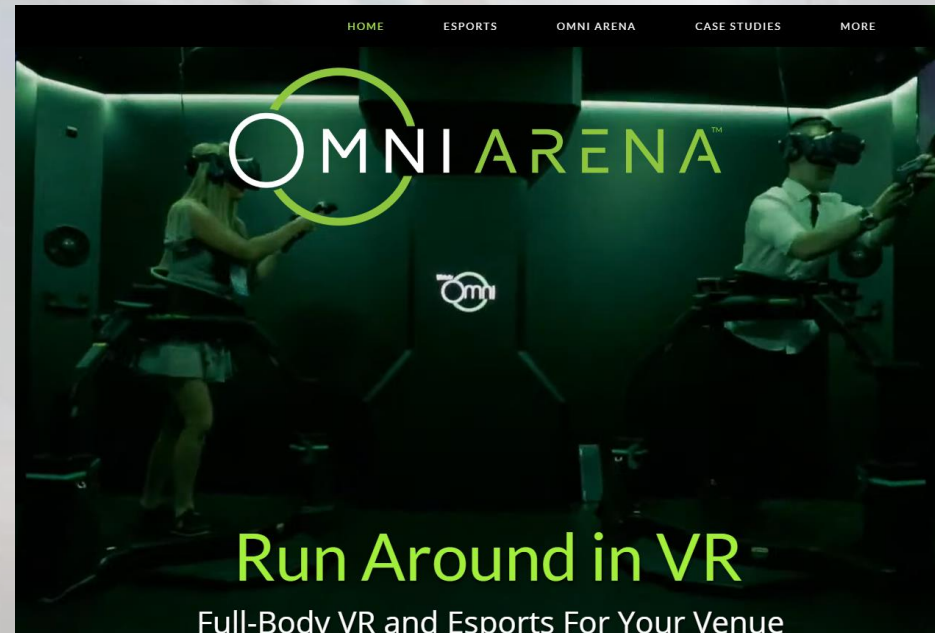 HOME ESPORTS OMNI ARENA CASE STUDIES MORE
OMNI ARENA™
Omni
Run Around in VR
Full-Body VR and Esports For Your Venue